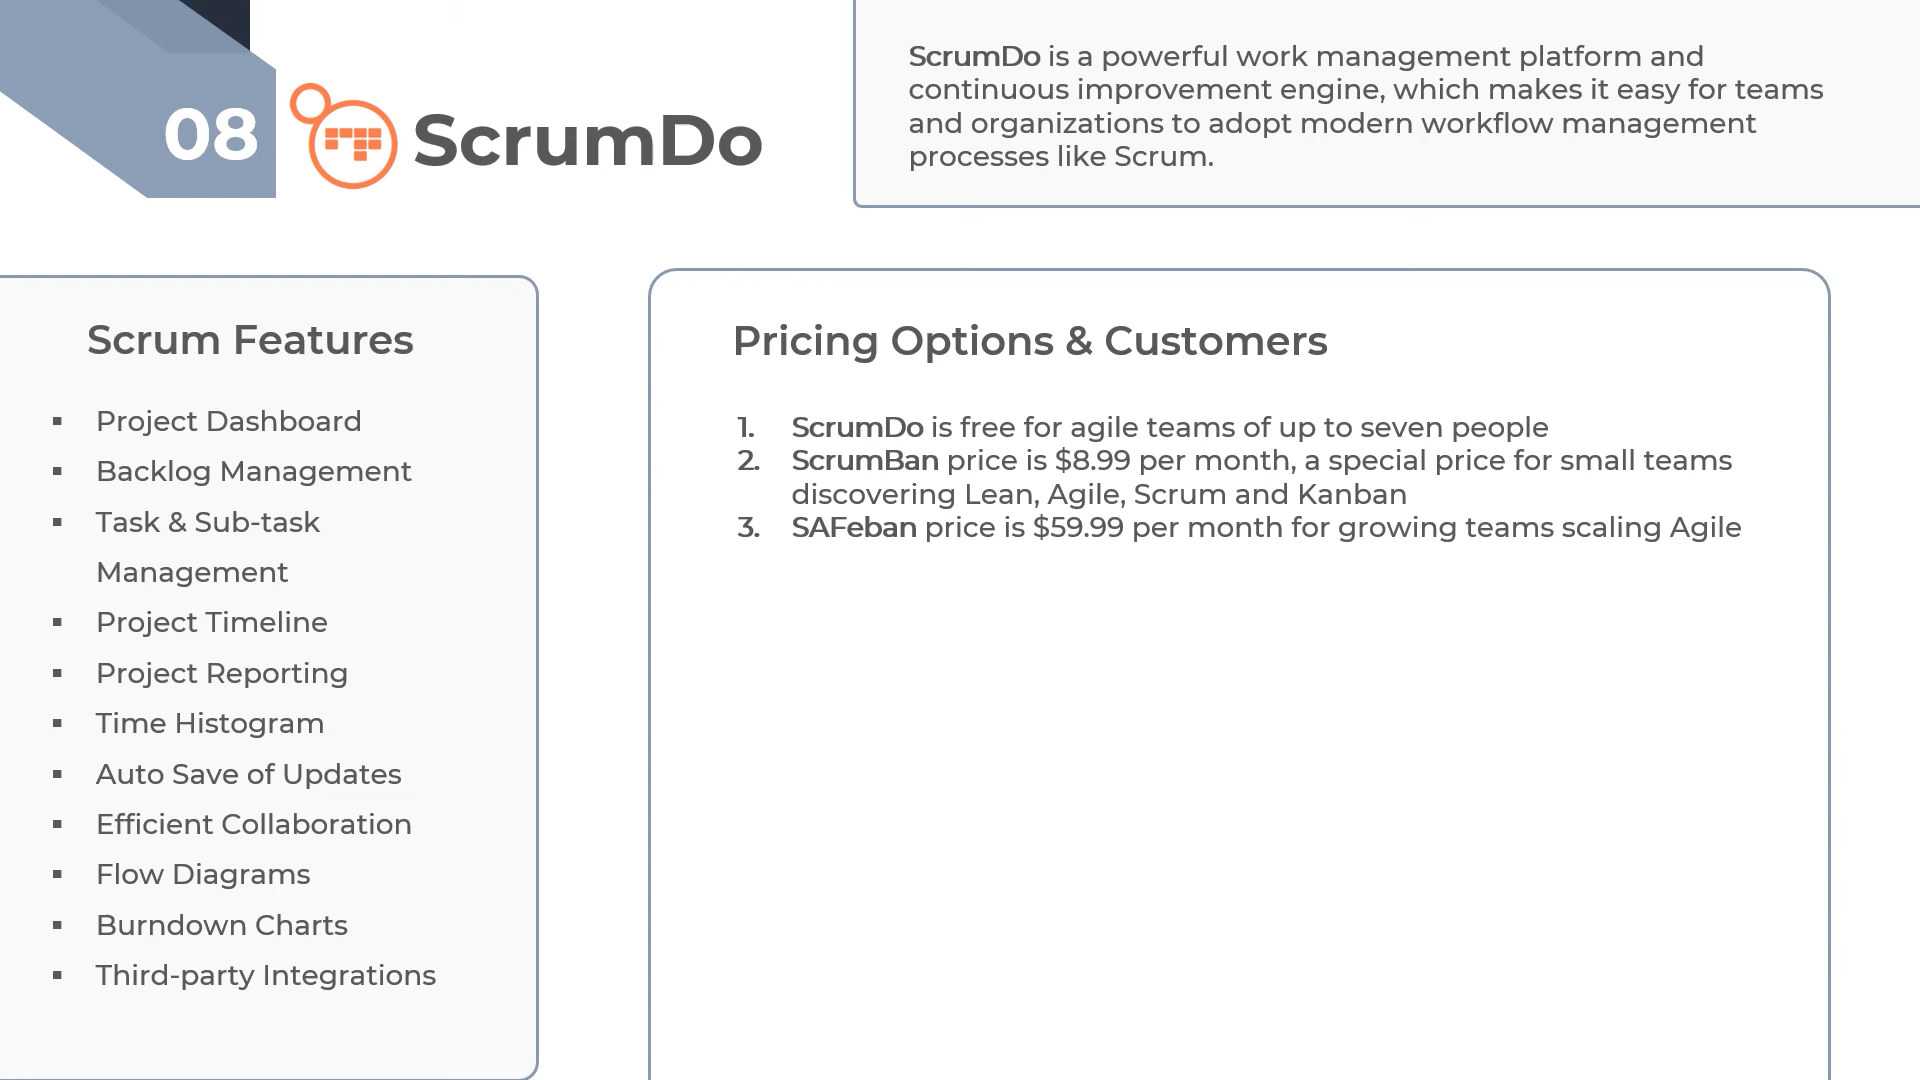 08
ScrumDo
ScrumDo is a powerful work management platform and
continuous improvement engine, which makes it easy for teams
and organizations to adopt modern workflow management
processes like Scrum.
Scrum Features
▪ Project Dashboard
▪ Backlog Management
▪ Task & Sub-task
Management
▪ Project Timeline
▪ Project Reporting
▪ Time Histogram
▪ Auto Save of Updates
▪ Efficient Collaboration
▪ Flow Diagrams
▪ Burndown Charts
▪ Third-party Integrations
Pricing Options & Customers
1. ScrumDo is free for agile teams of up to seven people
2. ScrumBan price is $8.99 per month, a special price for small teams
discovering Lean, Agile, Scrum and Kanban
3. SAFeban price is $59.99 per month for growing teams scaling Agile